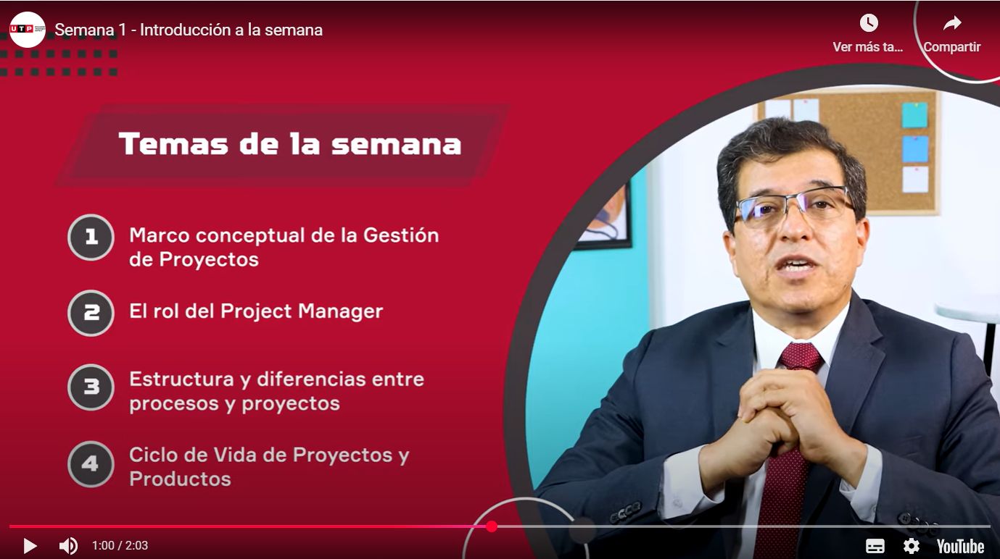 UTP
Semana 1 - Introducción a la semana
Ver más ta...
Compartir
Temas de la semana
1
Marco conceptual de la Gestión
de Proyectos
2
El rol del Project Manager
3
Estructura y diferencias entre
procesos y proyectos
4
Ciclo de Vida de Proyectos y
Productos
1:00 / 2:03
YouTube